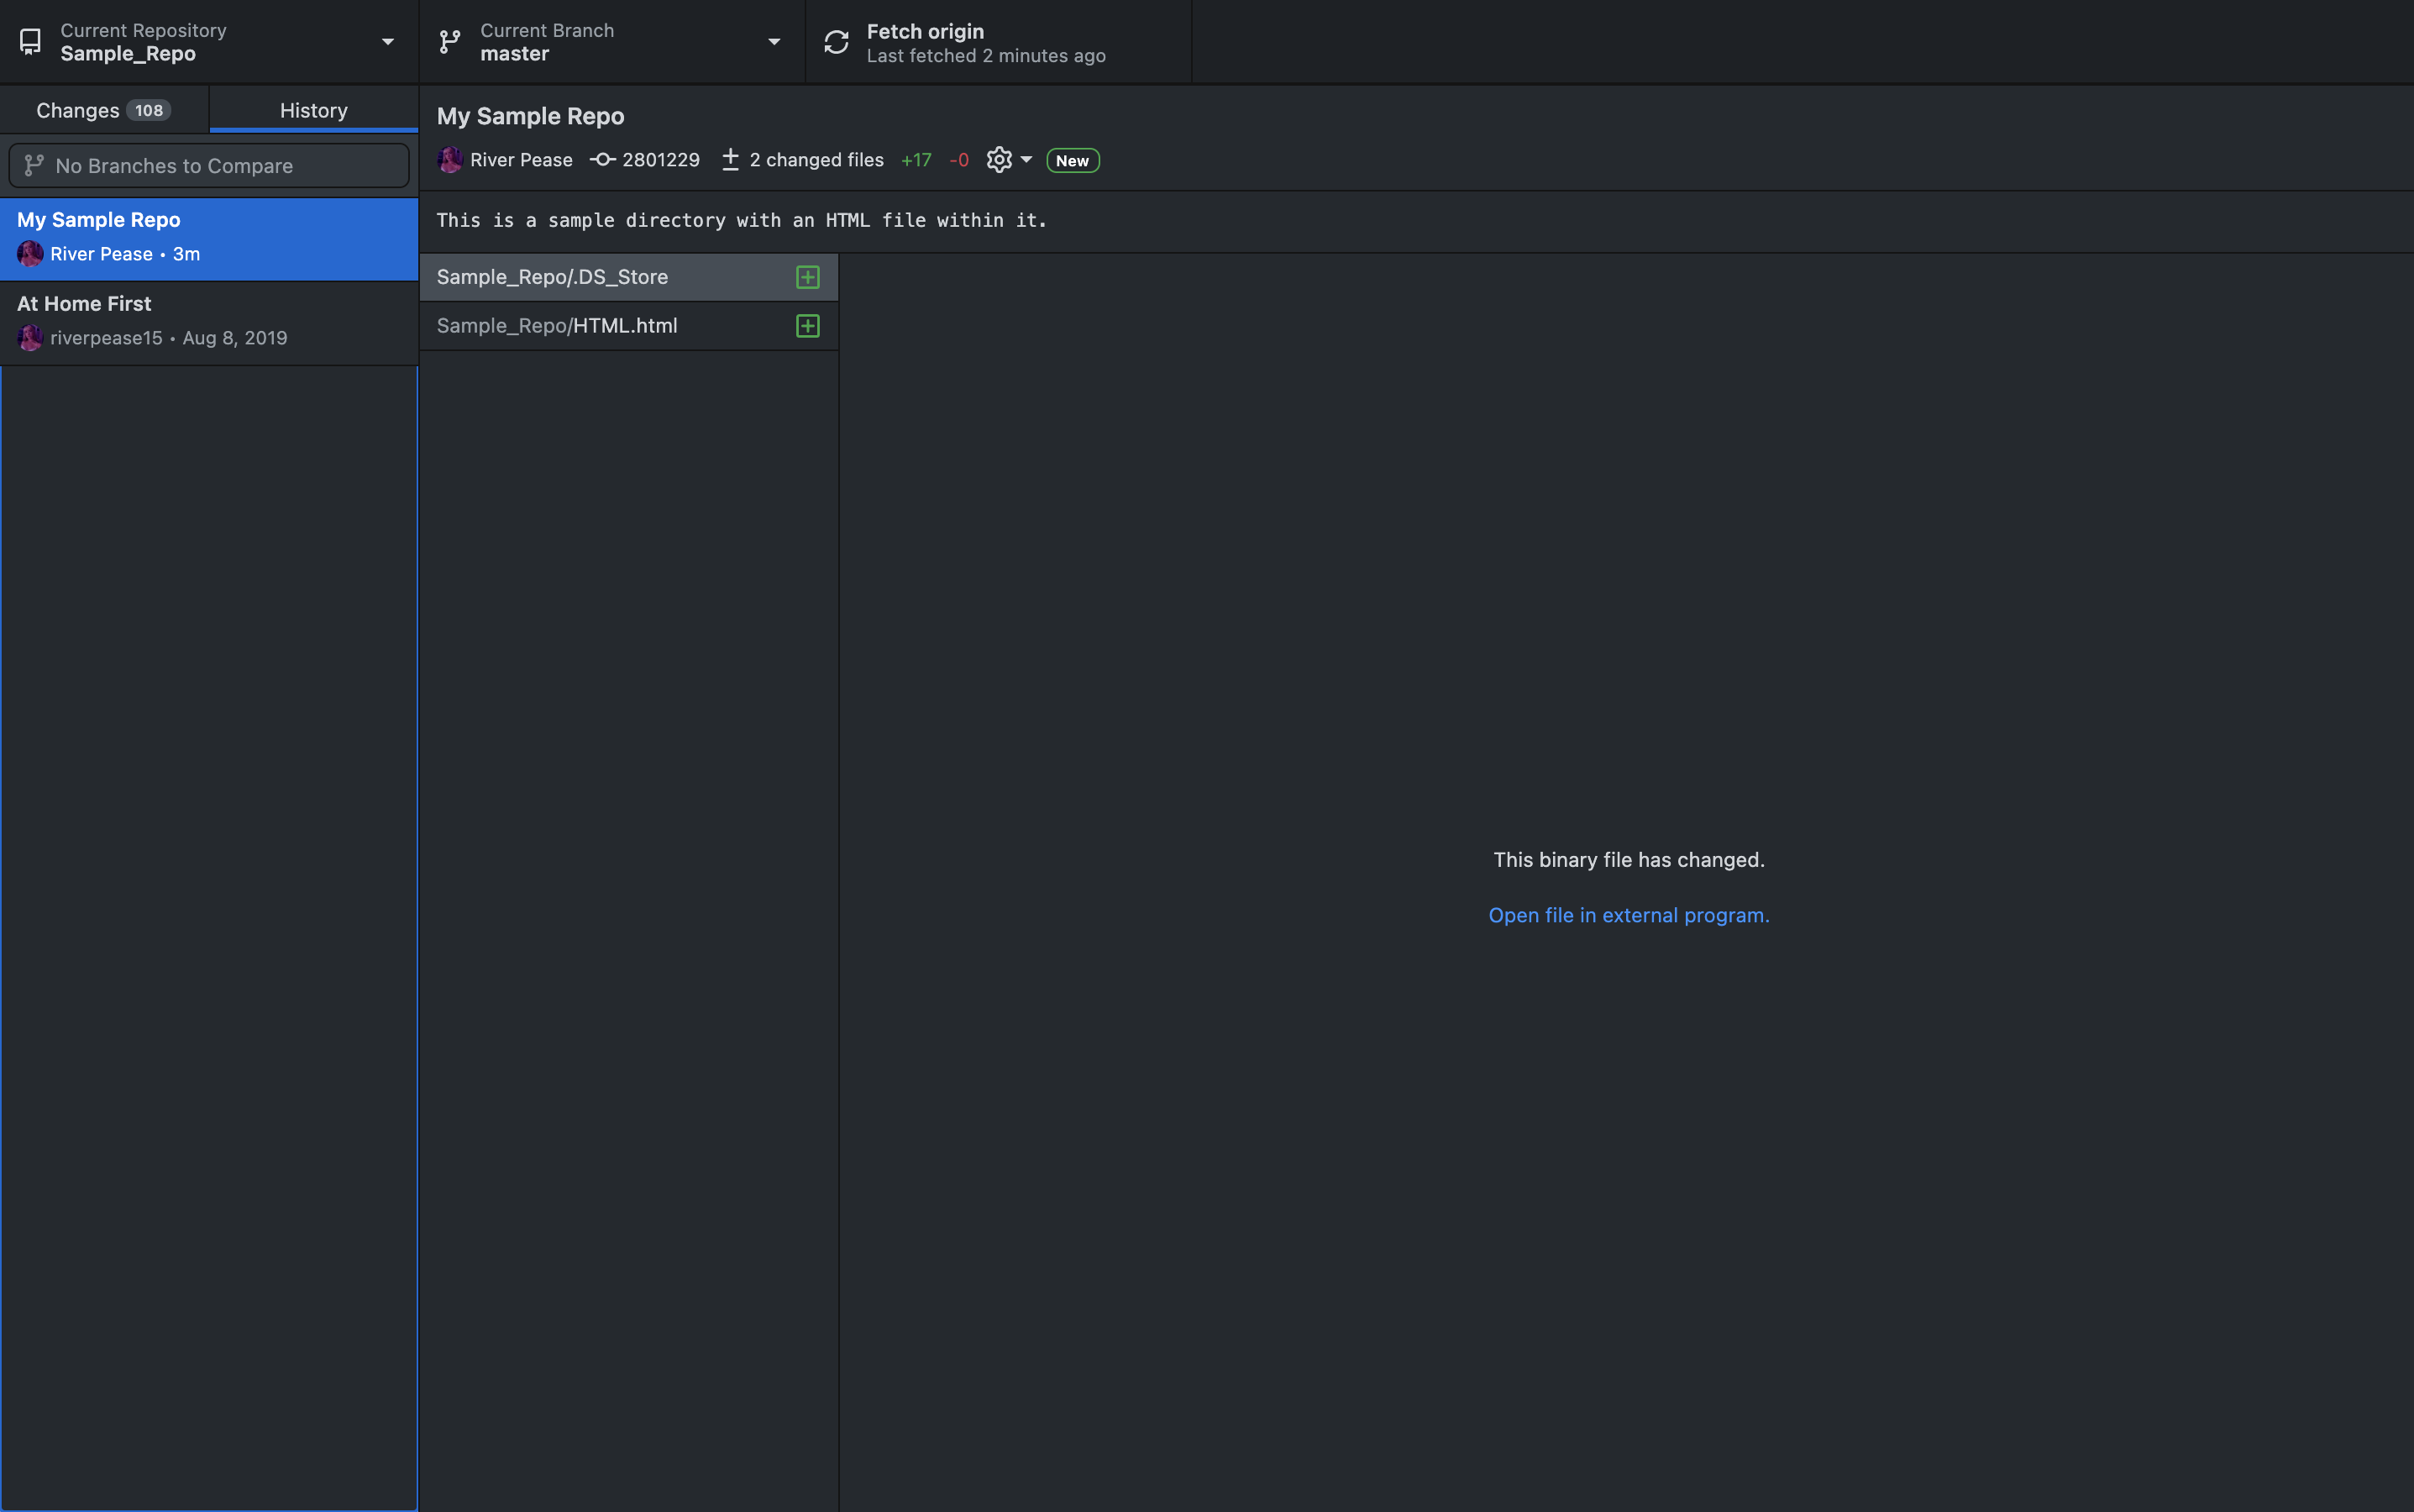 Current Repository
Sample_Repo
Current Branch
master
Fetch origin
Last fetched 2 minutes ago
Changes 108
History
No Branches to Compare
My Sample Repo
River Pease • 3m
At Home First
riverpease15 • Aug 8, 2019
My Sample Repo
River Pease 2801229 2 changed files +17 -0 New
This is a sample directory with an HTML file within it.
Sample_Repo/.DS_Store
Sample_Repo/HTML.html
This binary file has changed.
Open file in external program.